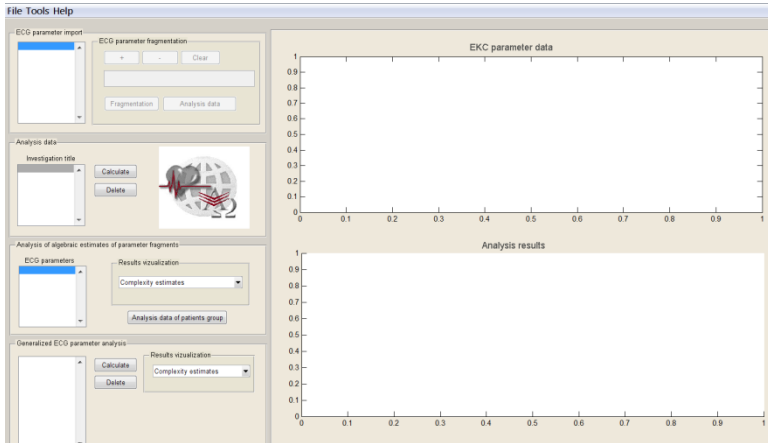 File Tools Help
ECG parameter import
ECG parameter fragmentation
+ - Clear
Fragmentation Analysis data
Analysis data
Investigation title
Calculate
Delete
Α
Ω
Analysis of algebraic estimates of parameter fragments
ECG parameters
Results vizualization
Complexity estimates
Analysis data of patients group
Generalized ECG parameter analysis
Calculate
Delete
Results vizualization
Complexity estimates
EKC parameter data
1
0.9
0.8
0.7
0.6
0.5
0.4
0.3
0.2
0.1
0
0 0.1 0.2 0.3 0.4 0.5 0.6 0.7 0.8 0.9 1
Analysis results
1
0.9
0.8
0.7
0.6
0.5
0.4
0.3
0.2
0.1
0
0 0.1 0.2 0.3 0.4 0.5 0.6 0.7 0.8 0.9 1